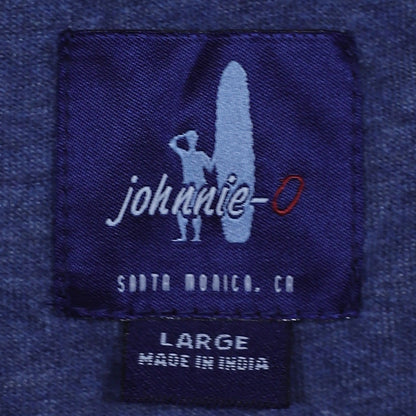 johnnie-O
SANTA MONICA, CA
LARGE
MADE IN INDIA